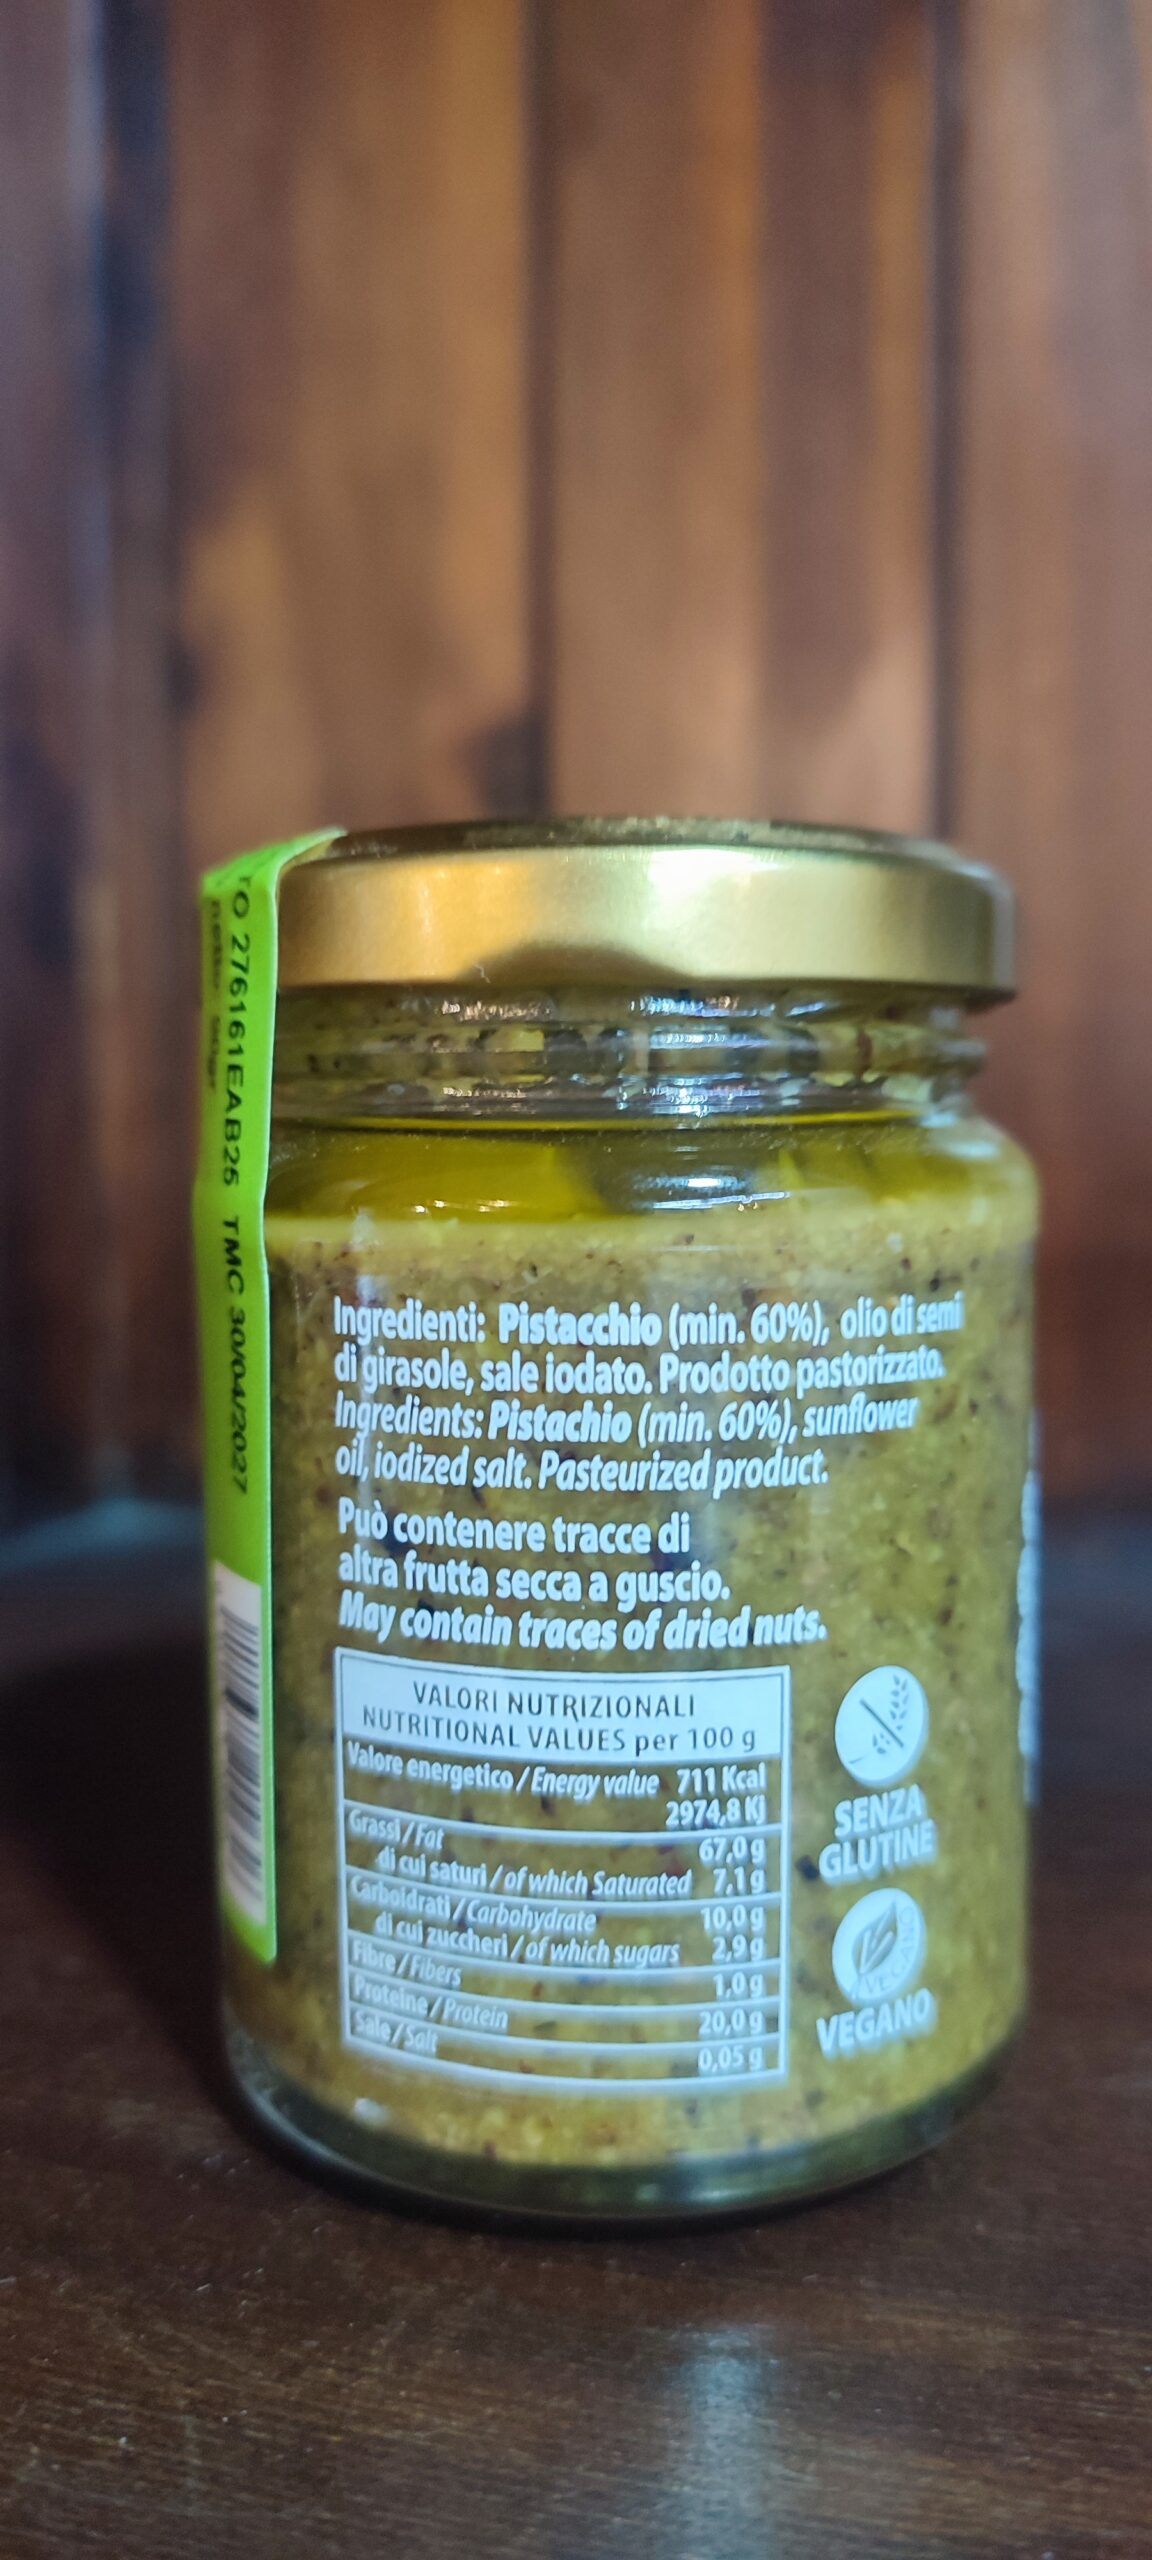 TO 27616 1EAB25 TMC 30/04/2027
Ingredienti: Pistacchio (min. 60%), olio di semi
di girasole, sale iodato. Prodotto pastorizzato.
Ingredients: Pistachio (min. 60%), sunflower
oil, iodized salt. Pasteurized product.
Può contenere tracce di
altra frutta secca a guscio.
May contain traces of dried nuts.
VALORI NUTRIZIONALI
NUTRITIONAL VALUES per 100 g
Valore energetico / Energy value 711 Kcal
2974,8 Kj
Grassi / Fat 67,0 g
di cui saturi / of which Saturated 7,1 g
Carboidrati / Carbohydrate 10,0 g
di cui zuccheri / of which sugars 2,9 g
Fibre / Fibers 1,0 g
Proteine / Protein 20,0 g
Sale / Salt 0,05 g
SENZA
GLUTINE
VEGANO
VEGANO